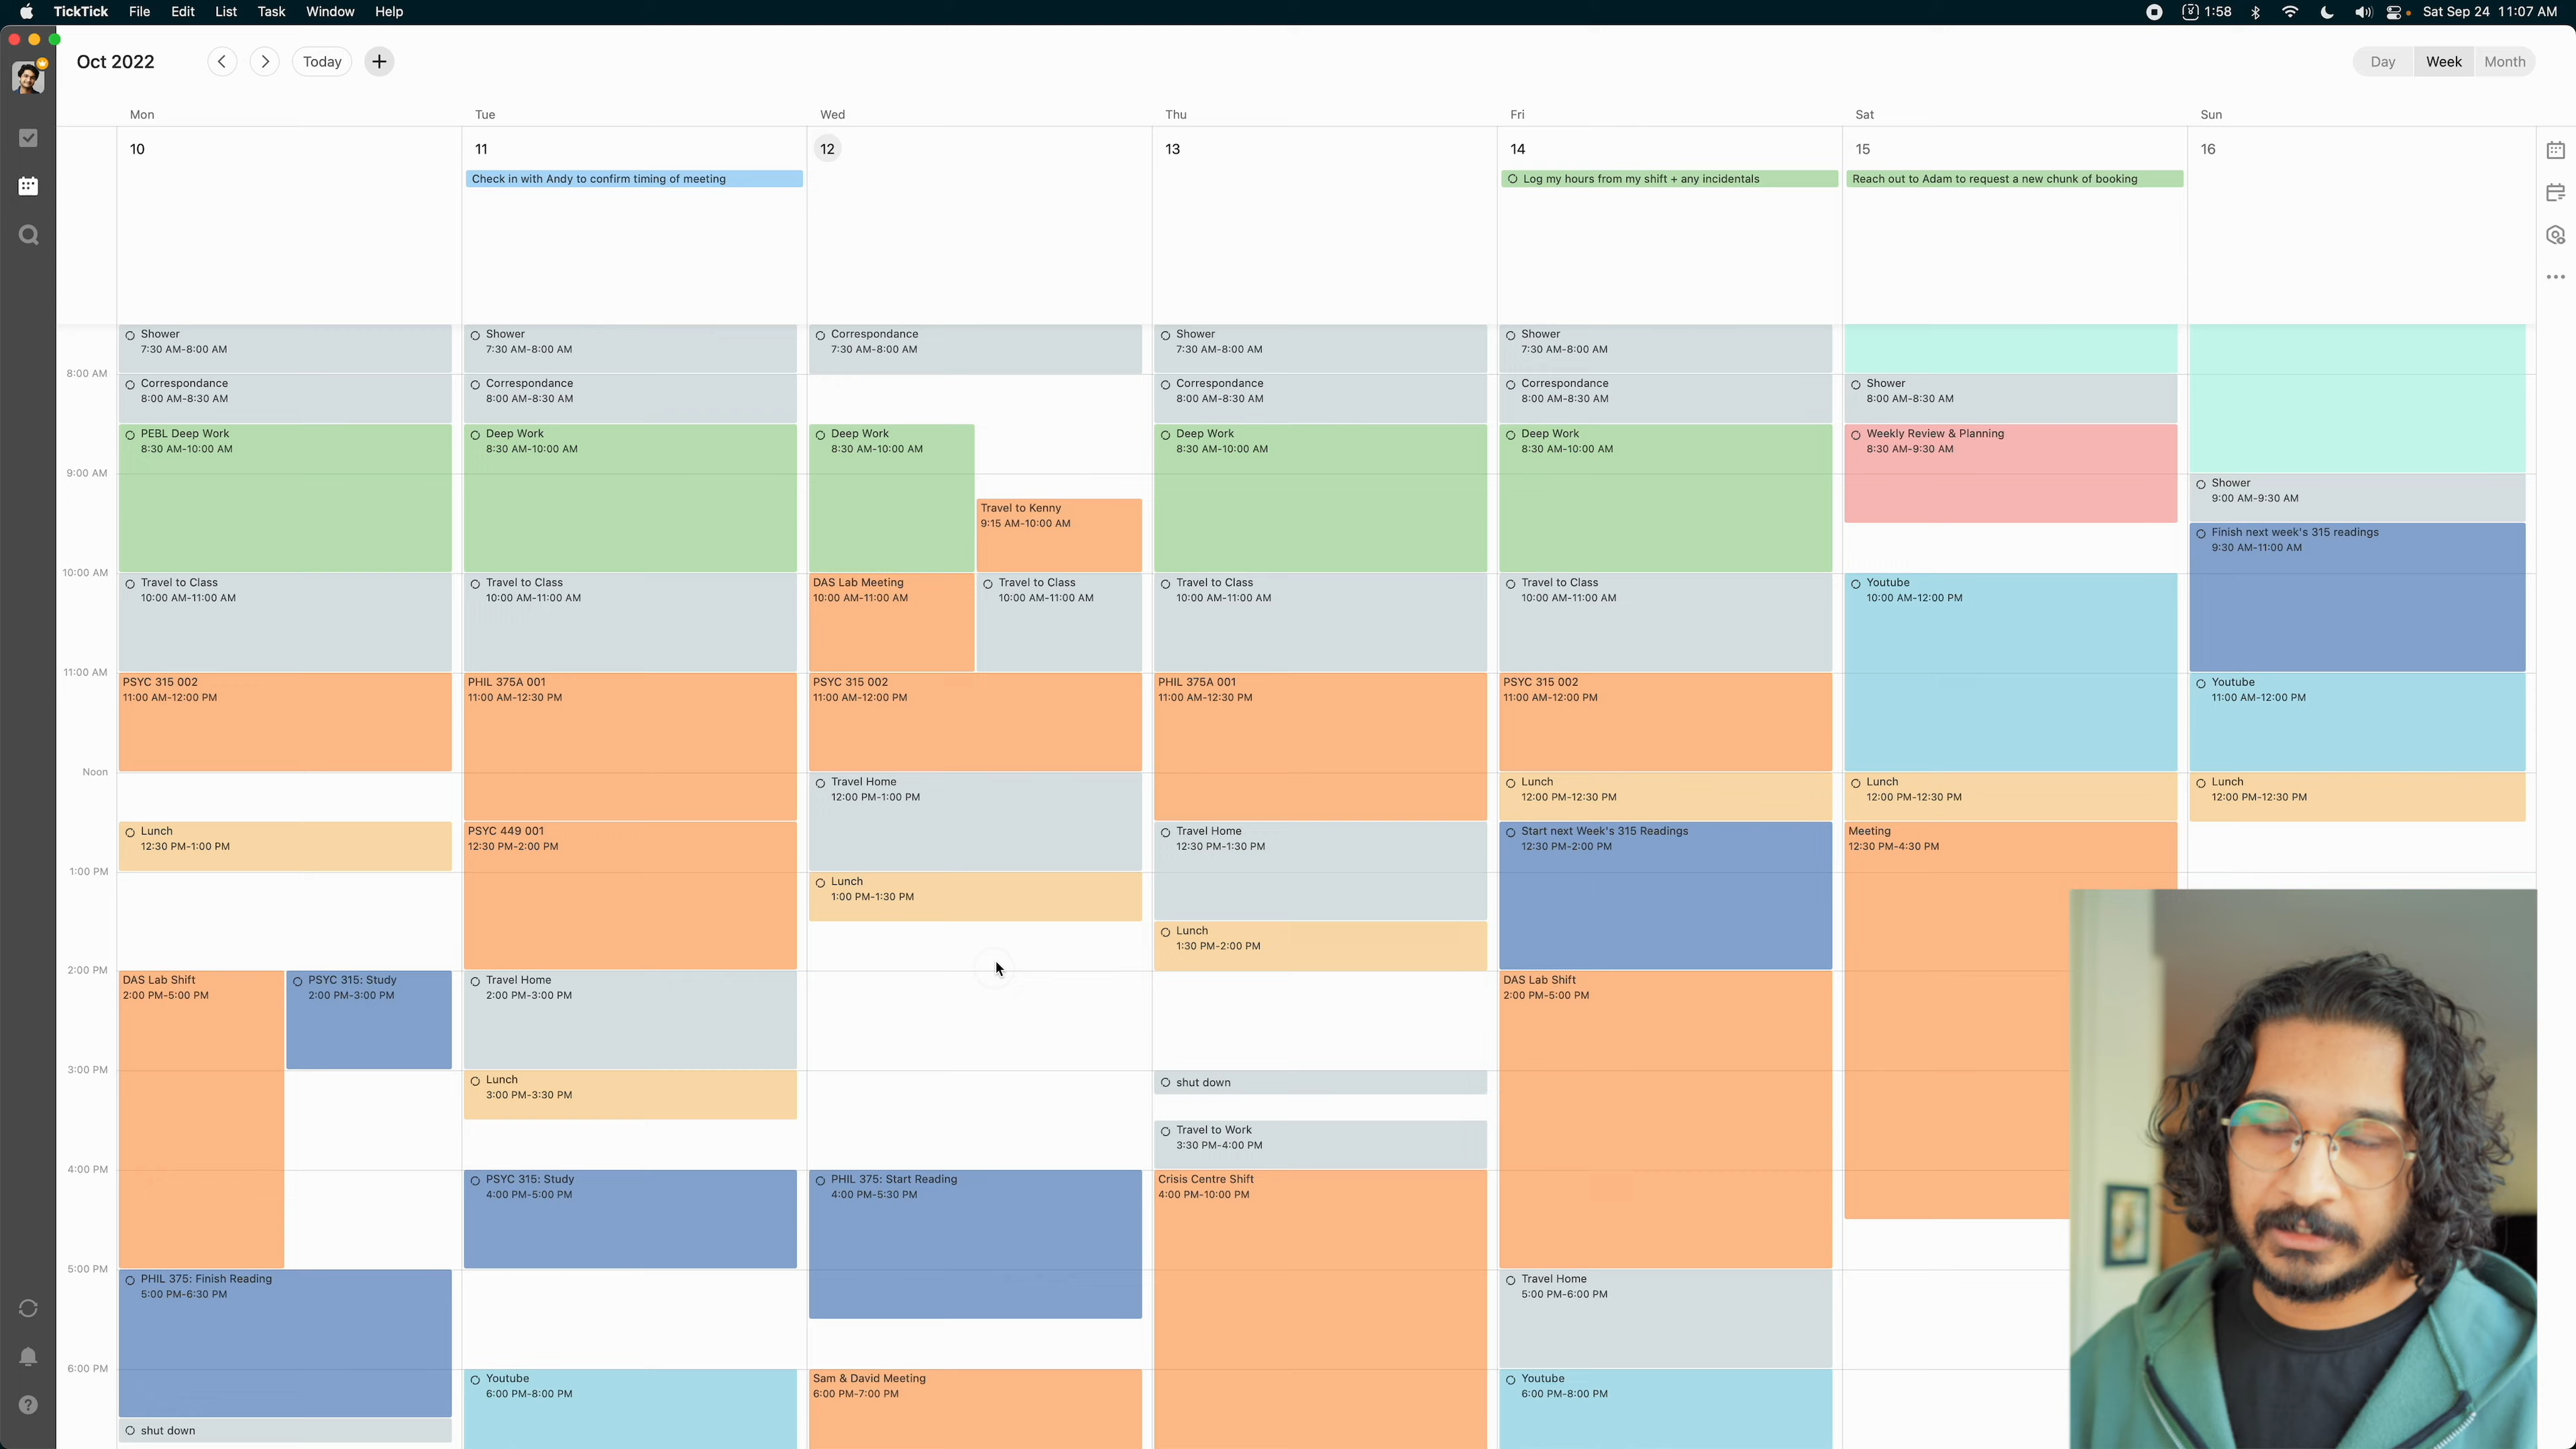 TickTick File Edit List Task Window Help
1:58 Sat Sep 24 11:07 AM
Oct 2022
Today
Day Week Month
Mon Tue Wed Thu Fri Sat Sun
10 11 12 13 14 15 16
Check in with Andy to confirm timing of meeting
Log my hours from my shift + any incidentals
Reach out to Adam to request a new chunk of booking
8:00 AM
9:00 AM
10:00 AM
11:00 AM
Noon
1:00 PM
2:00 PM
3:00 PM
4:00 PM
5:00 PM
6:00 PM
Shower
7:30 AM-8:00 AM
Correspondance
8:00 AM-8:30 AM
PEBL Deep Work
8:30 AM-10:00 AM
Travel to Class
10:00 AM-11:00 AM
PSYC 315 002
11:00 AM-12:00 PM
Lunch
12:30 PM-1:00 PM
DAS Lab Shift
2:00 PM-5:00 PM
PSYC 315: Study
2:00 PM-3:00 PM
PHIL 375: Finish Reading
5:00 PM-6:30 PM
shut down
Shower
7:30 AM-8:00 AM
Correspondance
8:00 AM-8:30 AM
Deep Work
8:30 AM-10:00 AM
Travel to Class
10:00 AM-11:00 AM
PHIL 375A 001
11:00 AM-12:30 PM
PSYC 449 001
12:30 PM-2:00 PM
Travel Home
2:00 PM-3:00 PM
Lunch
3:00 PM-3:30 PM
PSYC 315: Study
4:00 PM-5:00 PM
Youtube
6:00 PM-8:00 PM
Correspondance
7:30 AM-8:00 AM
Deep Work
8:30 AM-10:00 AM
Travel to Kenny
9:15 AM-10:00 AM
DAS Lab Meeting
10:00 AM-11:00 AM
Travel to Class
10:00 AM-11:00 AM
PSYC 315 002
11:00 AM-12:00 PM
Travel Home
12:00 PM-1:00 PM
Lunch
1:00 PM-1:30 PM
PHIL 375: Start Reading
4:00 PM-5:30 PM
Sam & David Meeting
6:00 PM-7:00 PM
Shower
7:30 AM-8:00 AM
Correspondance
8:00 AM-8:30 AM
Deep Work
8:30 AM-10:00 AM
Travel to Class
10:00 AM-11:00 AM
PHIL 375A 001
11:00 AM-12:30 PM
Travel Home
12:30 PM-1:30 PM
Lunch
1:30 PM-2:00 PM
shut down
Travel to Work
3:30 PM-4:00 PM
Crisis Centre Shift
4:00 PM-10:00 PM
Shower
7:30 AM-8:00 AM
Correspondance
8:00 AM-8:30 AM
Deep Work
8:30 AM-10:00 AM
Travel to Class
10:00 AM-11:00 AM
PSYC 315 002
11:00 AM-12:00 PM
Lunch
12:00 PM-12:30 PM
Start next Week's 315 Readings
12:30 PM-2:00 PM
DAS Lab Shift
2:00 PM-5:00 PM
Travel Home
5:00 PM-6:00 PM
Youtube
6:00 PM-8:00 PM
Shower
8:00 AM-8:30 AM
Weekly Review & Planning
8:30 AM-9:30 AM
Youtube
10:00 AM-12:00 PM
Lunch
12:00 PM-12:30 PM
Meeting
12:30 PM-4:30 PM
Shower
9:00 AM-9:30 AM
Finish next week's 315 readings
9:30 AM-11:00 AM
Youtube
11:00 AM-12:00 PM
Lunch
12:00 PM-12:30 PM